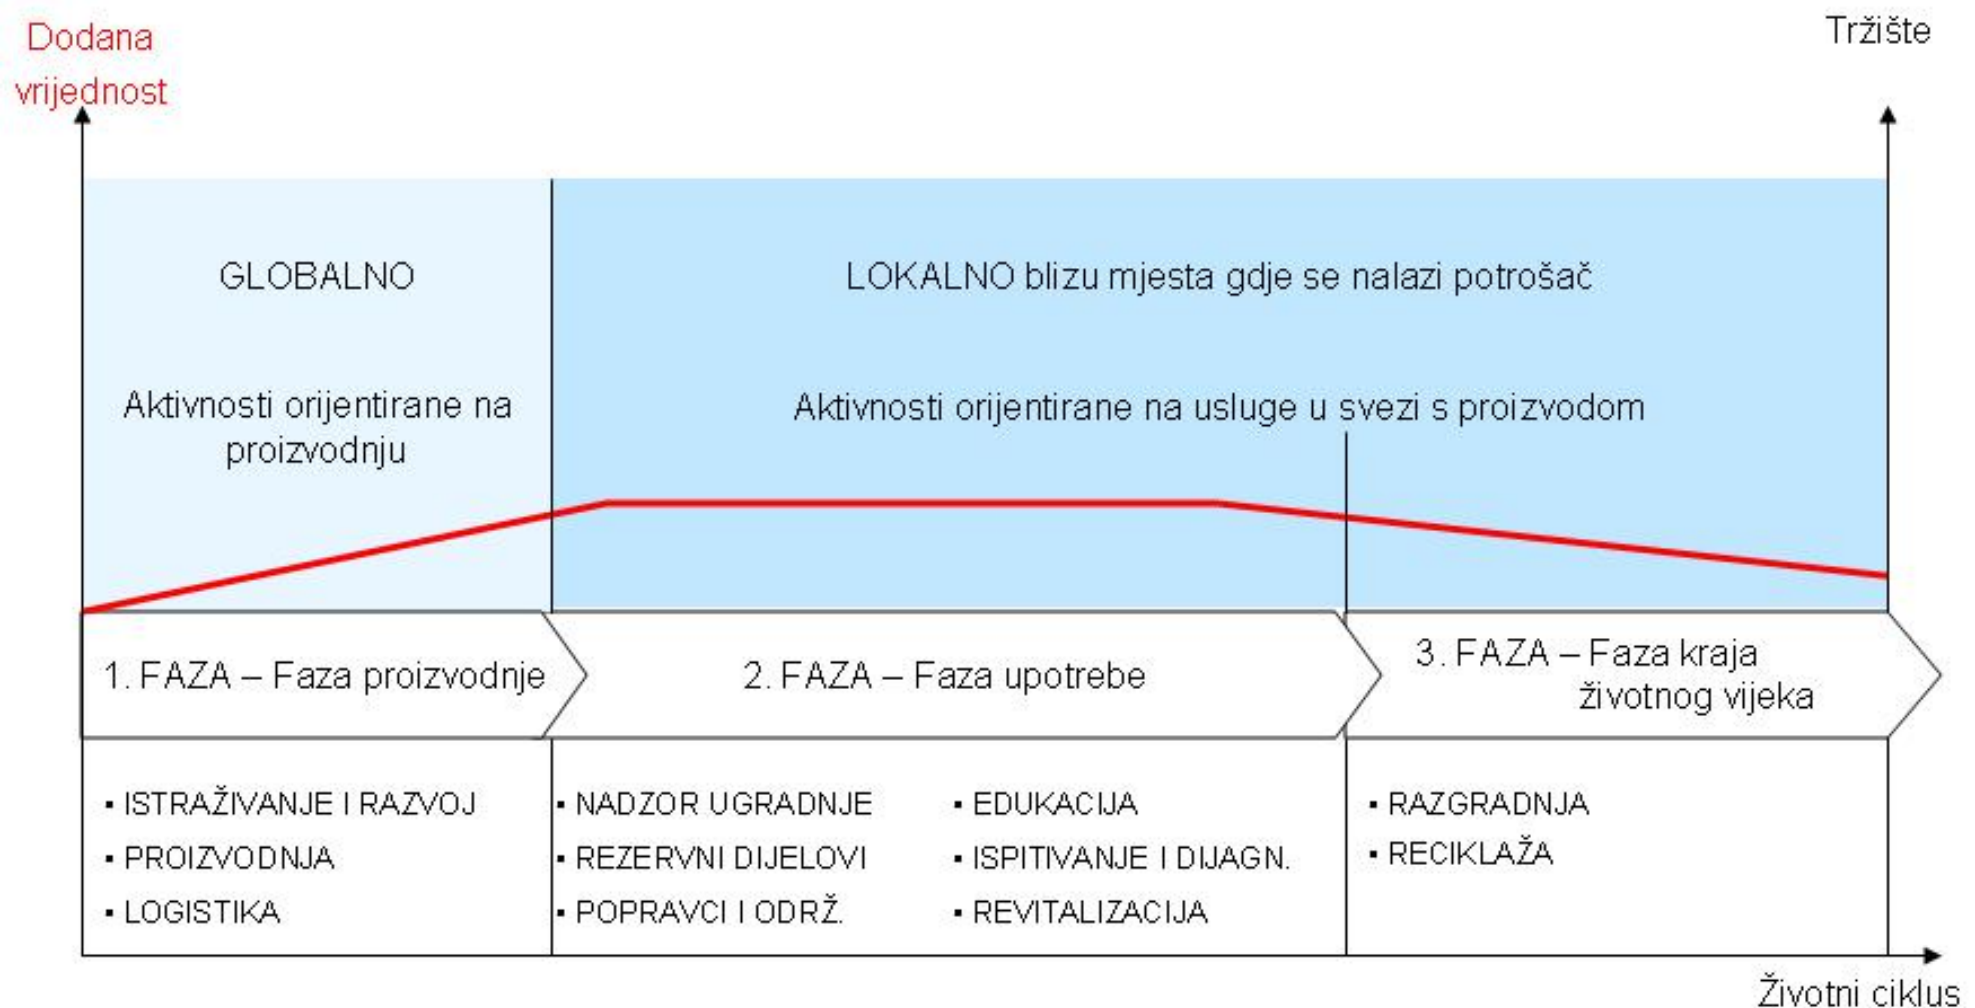 Dodana
vrijednost
Tržište
GLOBALNO
LOKALNO blizu mjesta gdje se nalazi potrošač
Aktivnosti orijentirane na
proizvodnju
Aktivnosti orijentirane na usluge u svezi s proizvodom
1. FAZA – Faza proizvodnje
2. FAZA – Faza upotrebe
3. FAZA – Faza kraja
životnog vijeka
▪ ISTRAŽIVANJE I RAZVOJ
▪ PROIZVODNJA
▪ LOGISTIKA
▪ NADZOR UGRADNJE
▪ REZERVNI DIJELOVI
▪ POPRAVCI I ODRŽ.
▪ EDUKACIJA
▪ ISPITIVANJE I DIJAGN.
▪ REVITALIZACIJA
▪ RAZGRADNJA
▪ RECIKLAŽA
Životni ciklus